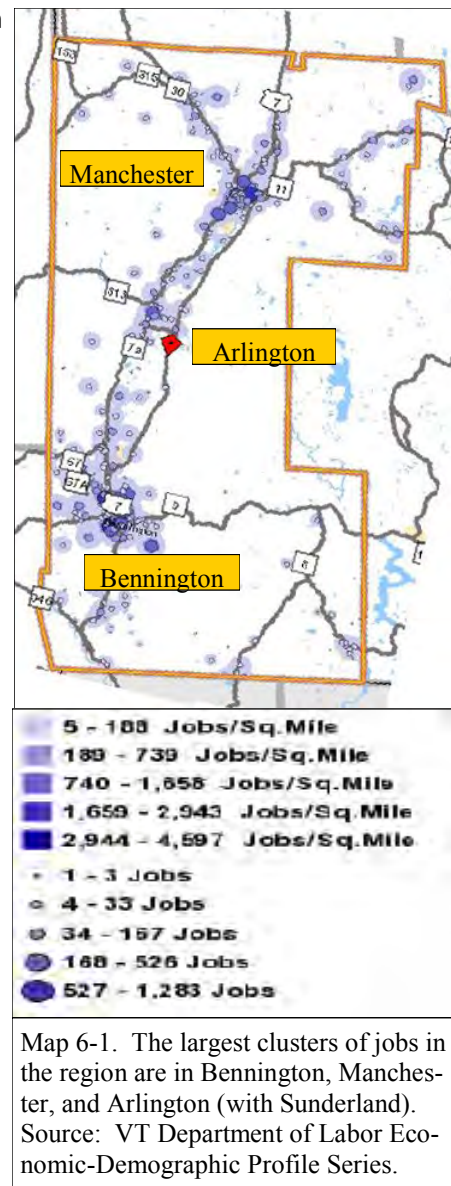 153
315
30
7
Manchester
11
313
7A
Arlington
67
67A
7
9
Bennington
8
5 - 188 Jobs/Sq.Mile
189 - 739 Jobs/Sq.Mile
740 - 1,658 Jobs/Sq.Mile
1,659 - 2,943 Jobs/Sq.Mile
2,944 - 4,597 Jobs/Sq.Mile
1 - 3 Jobs
4 - 33 Jobs
34 - 167 Jobs
168 - 526 Jobs
527 - 1,283 Jobs
Map 6-1. The largest clusters of jobs in
the region are in Bennington, Manches-
ter, and Arlington (with Sunderland).
Source: VT Department of Labor Eco-
nomic-Demographic Profile Series.